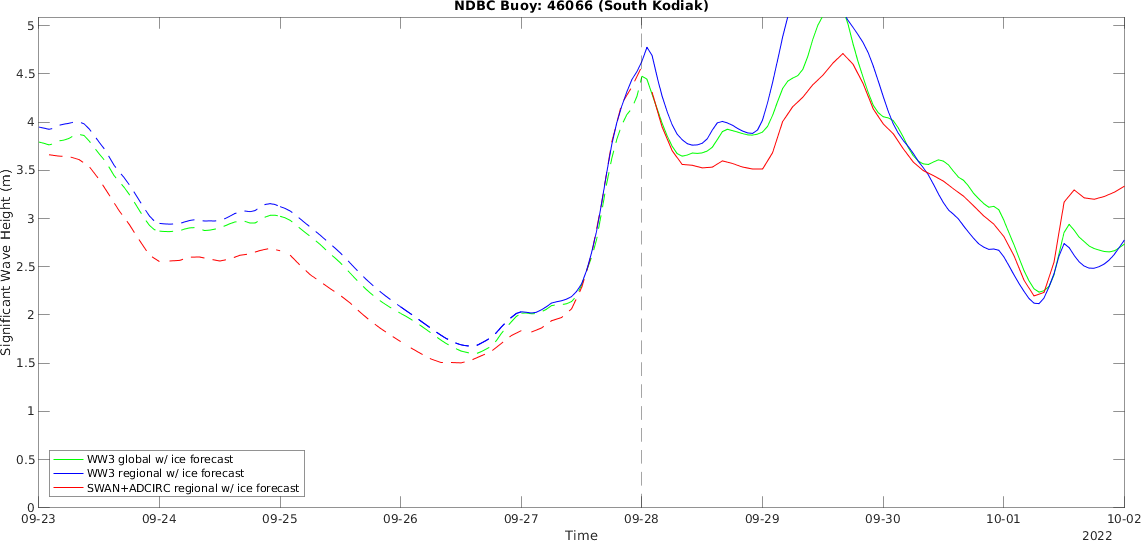 NDBC Buoy: 46066 (South Kodiak)
5
4.5
4
3.5
3
2.5
2
1.5
1
0.5
0
Significant Wave Height (m)
WW3 global w/ ice forecast
WW3 regional w/ ice forecast
SWAN+ADCIRC regional w/ ice forecast
09-23 09-24 09-25 09-26 09-27 09-28 09-29 09-30 10-01 10-02
Time 2022